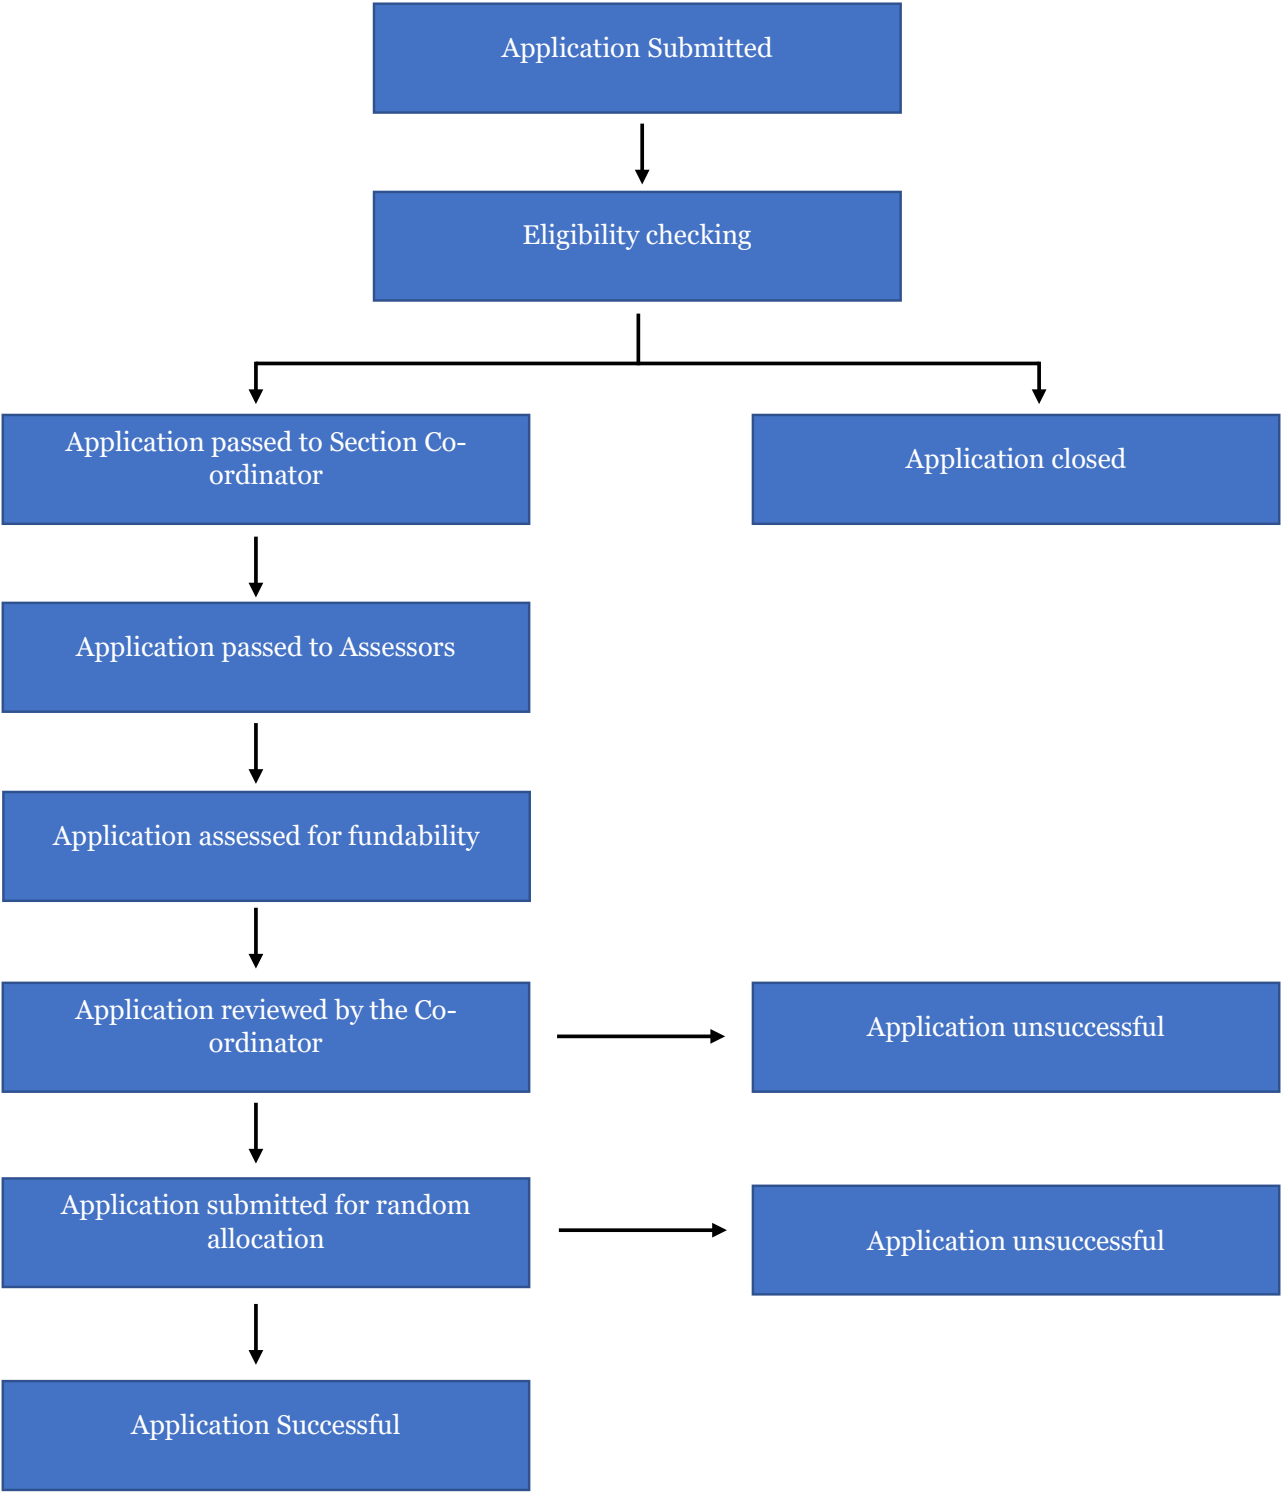 Application Submitted
Eligibility checking
Application passed to Section Co-
ordinator
Application closed
Application passed to Assessors
Application assessed for fundability
Application reviewed by the Co-
ordinator
Application unsuccessful
Application submitted for random
allocation
Application unsuccessful
Application Successful